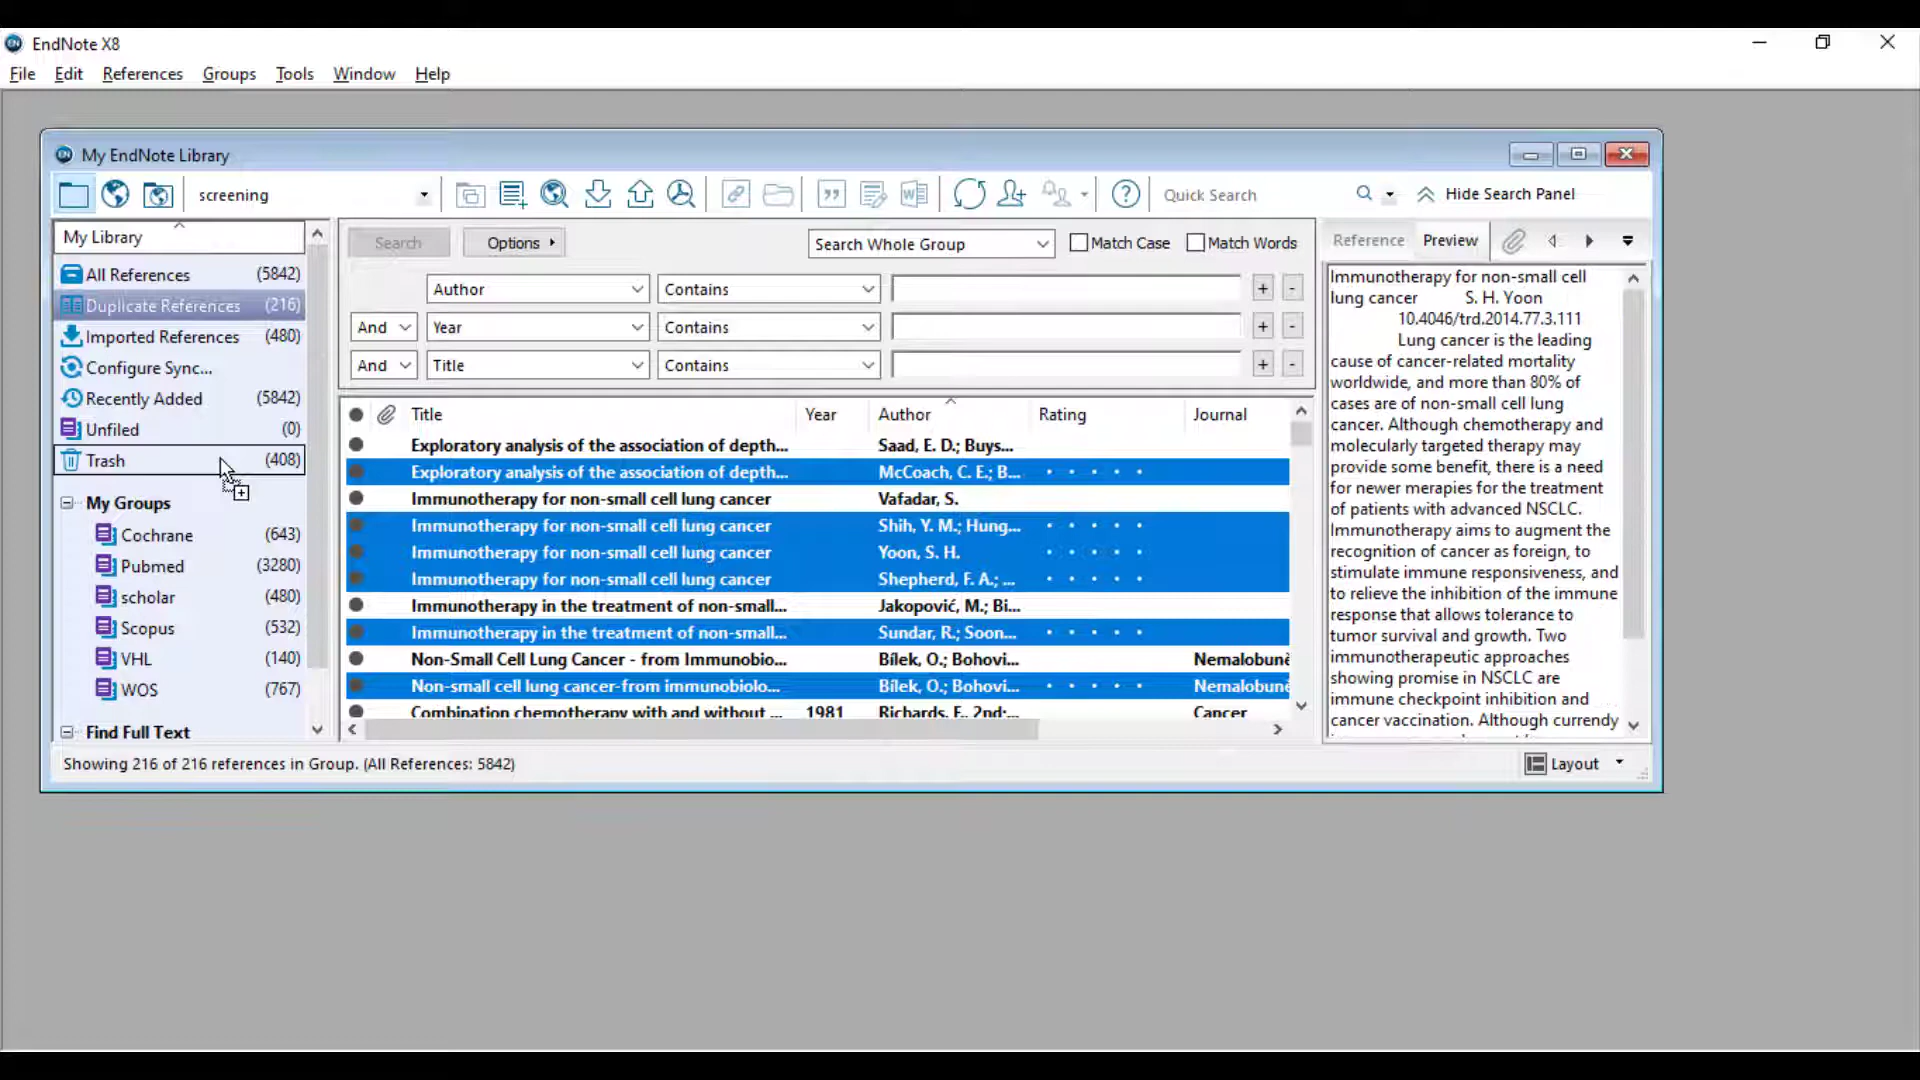 EndNote X8
File Edit References Groups Tools Window Help
My EndNote Library
screening
Quick Search
Hide Search Panel
My Library
All References (5842)
Duplicate References (216)
Imported References (480)
Configure Sync...
Recently Added (5842)
Unfiled (0)
Trash (408)
My Groups
Cochrane (643)
Pubmed (3280)
scholar (480)
Scopus (532)
VHL (140)
WOS (767)
Find Full Text
Search Options Search Whole Group Match Case Match Words
Author Contains + -
And Year Contains + -
And Title Contains + -
Title Year Author Rating Journal
Exploratory analysis of the association of depth... Saad, E. D.; Buys...
Exploratory analysis of the association of depth... McCoach, C. E.; B...
Immunotherapy for non-small cell lung cancer Vafadar, S.
Immunotherapy for non-small cell lung cancer Shih, Y. M.; Hung...
Immunotherapy for non-small cell lung cancer Yoon, S. H.
Immunotherapy for non-small cell lung cancer Shepherd, F. A.; ...
Immunotherapy in the treatment of non-small... Jakopović, M.; Bi...
Immunotherapy in the treatment of non-small... Sundar, R.; Soon...
Non-Small Cell Lung Cancer - from Immunobio... Bílek, O.; Bohovi... Nemalobuně
Non-small cell lung cancer-from immunobiolo... Bílek, O.; Bohovi... Nemalobuně
Combination chemotherapy with and without ... 1981 Richards, F., 2nd;... Cancer
Reference Preview
Immunotherapy for non-small cell
lung cancer S. H. Yoon
10.4046/trd.2014.77.3.111
Lung cancer is the leading
cause of cancer-related mortality
worldwide, and more than 80% of
cases are of non-small cell lung
cancer. Although chemotherapy and
molecularly targeted therapy may
provide some benefit, there is a need
for newer merapies for the treatment
of patients with advanced NSCLC.
Immunotherapy aims to augment the
recognition of cancer as foreign, to
stimulate immune responsiveness, and
to relieve the inhibition of the immune
response that allows tolerance to
tumor survival and growth. Two
immunotherapeutic approaches
showing promise in NSCLC are
immune checkpoint inhibition and
cancer vaccination. Although currendy
Showing 216 of 216 references in Group. (All References: 5842)
Layout